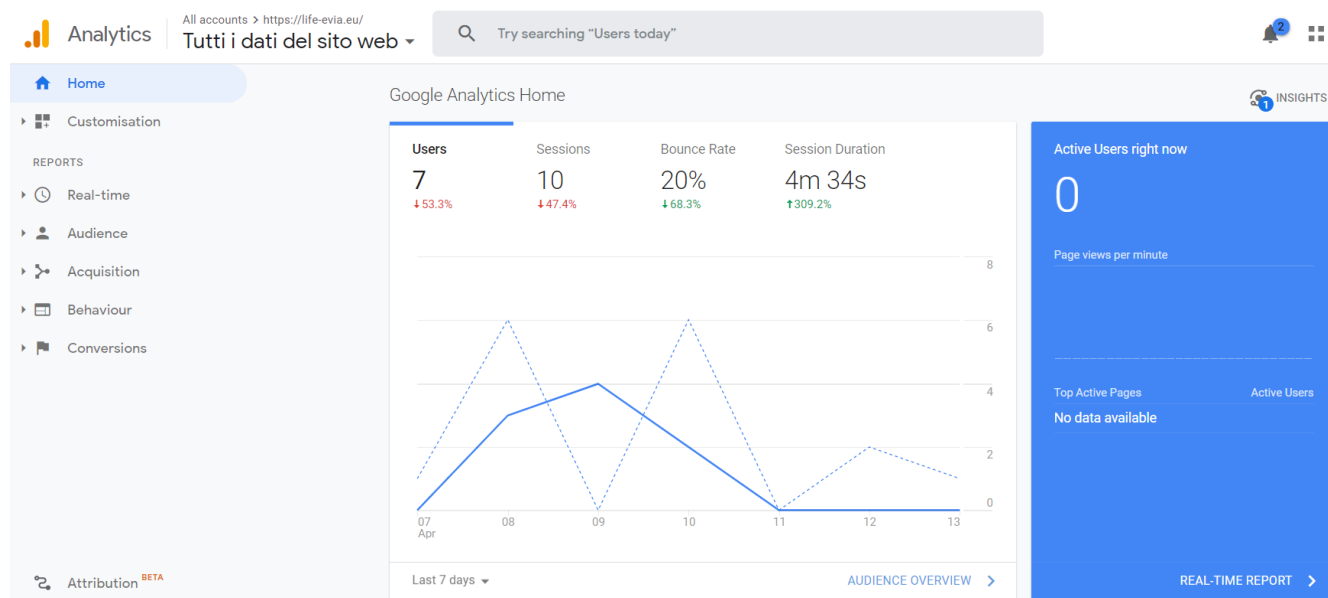 All accounts > https://life-evia.eu/
Analytics
Tutti i dati del sito web
Try searching “Users today”
2
Home
Customisation
REPORTS
Real-time
Audience
Acquisition
Behaviour
Conversions
Attribution BETA
Google Analytics Home
1 INSIGHTS
Users Sessions Bounce Rate Session Duration
7 10 20% 4m 34s
↓53.3% ↓47.4% ↓68.3% ↑309.2%
8
6
4
2
0
07 08 09 10 11 12 13
Apr
Last 7 days
AUDIENCE OVERVIEW >
Active Users right now
0
Page views per minute
Top Active Pages Active Users
No data available
REAL-TIME REPORT >